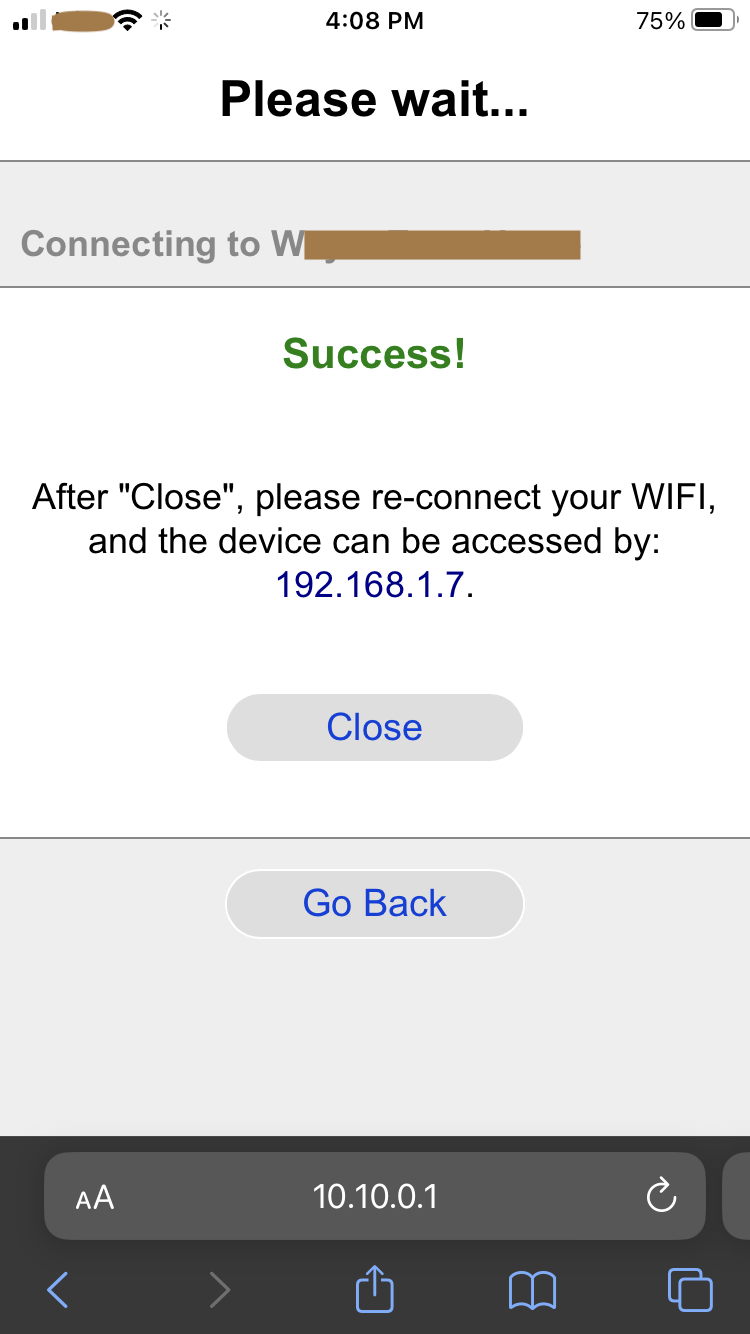 4:08 PM
75%
Please wait...
Connecting to
Success!
After "Close", please re-connect your WIFI,
and the device can be accessed by:
192.168.1.7.
Close
Go Back
AA
10.10.0.1